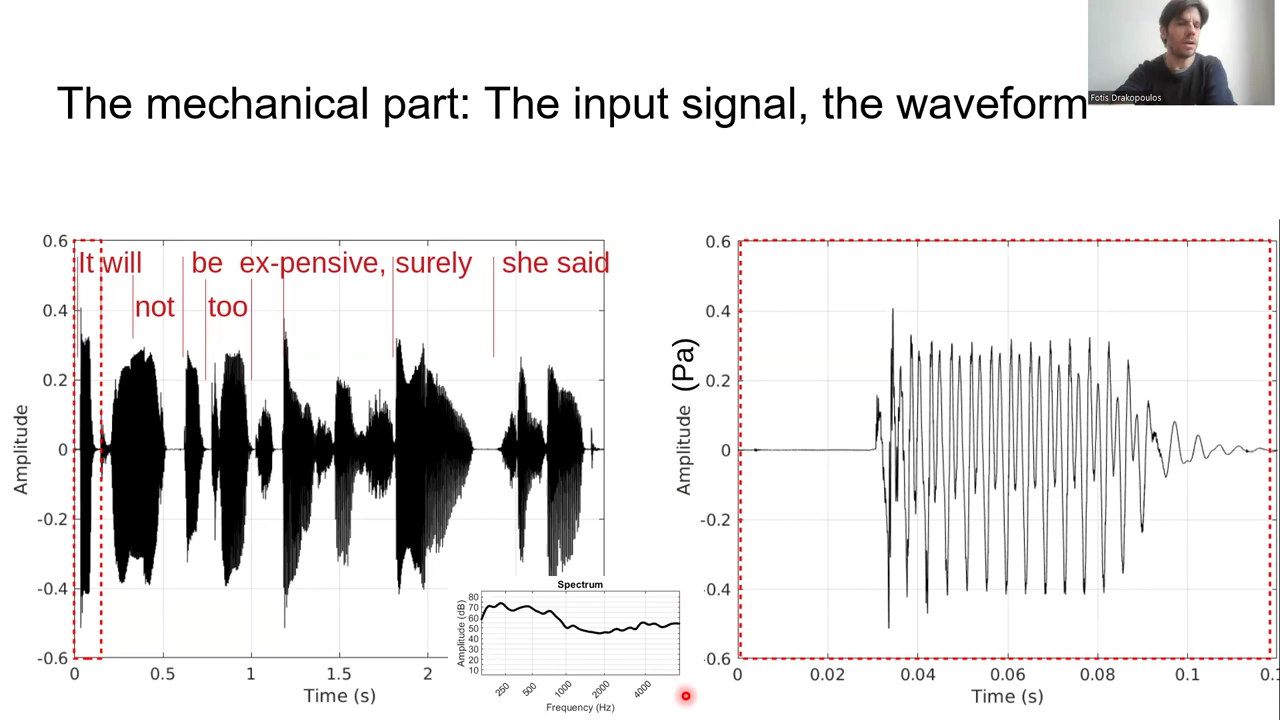 The mechanical part: The input signal, the waveform
Fotis Drakopoulos
It will be ex-pensive, surely she said
not too
0.6
0.4
0.2
0
-0.2
-0.4
-0.6
Amplitude
0 0.5 1 1.5 2
Time (s)
Spectrum
80
70
60
50
40
30
20
10
Amplitude (dB)
250 500 1000 2000 4000
Frequency (Hz)
0.6
0.4
0.2
0
-0.2
0.4
0.6
Amplitude (Pa)
0 0.02 0.04 0.06 0.08 0.1
Time (s)